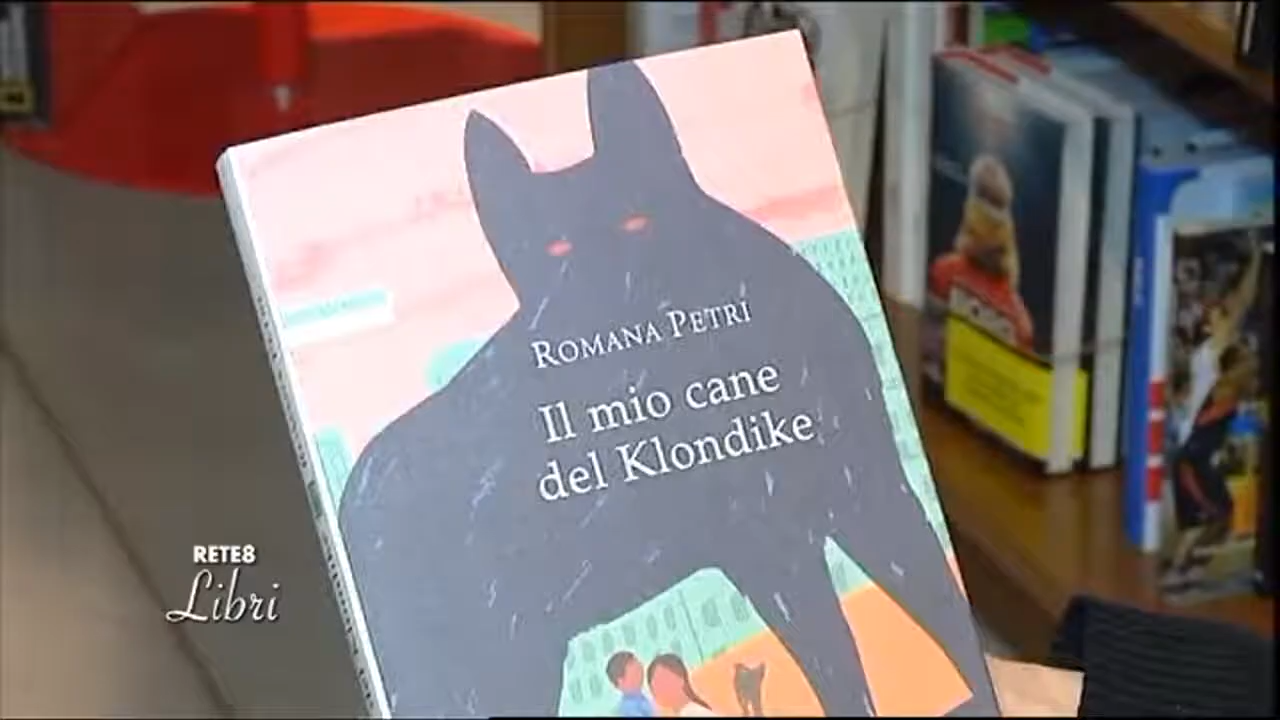 ROMANA PETRI
Il mio cane
del Klondike
RETE8
Libri